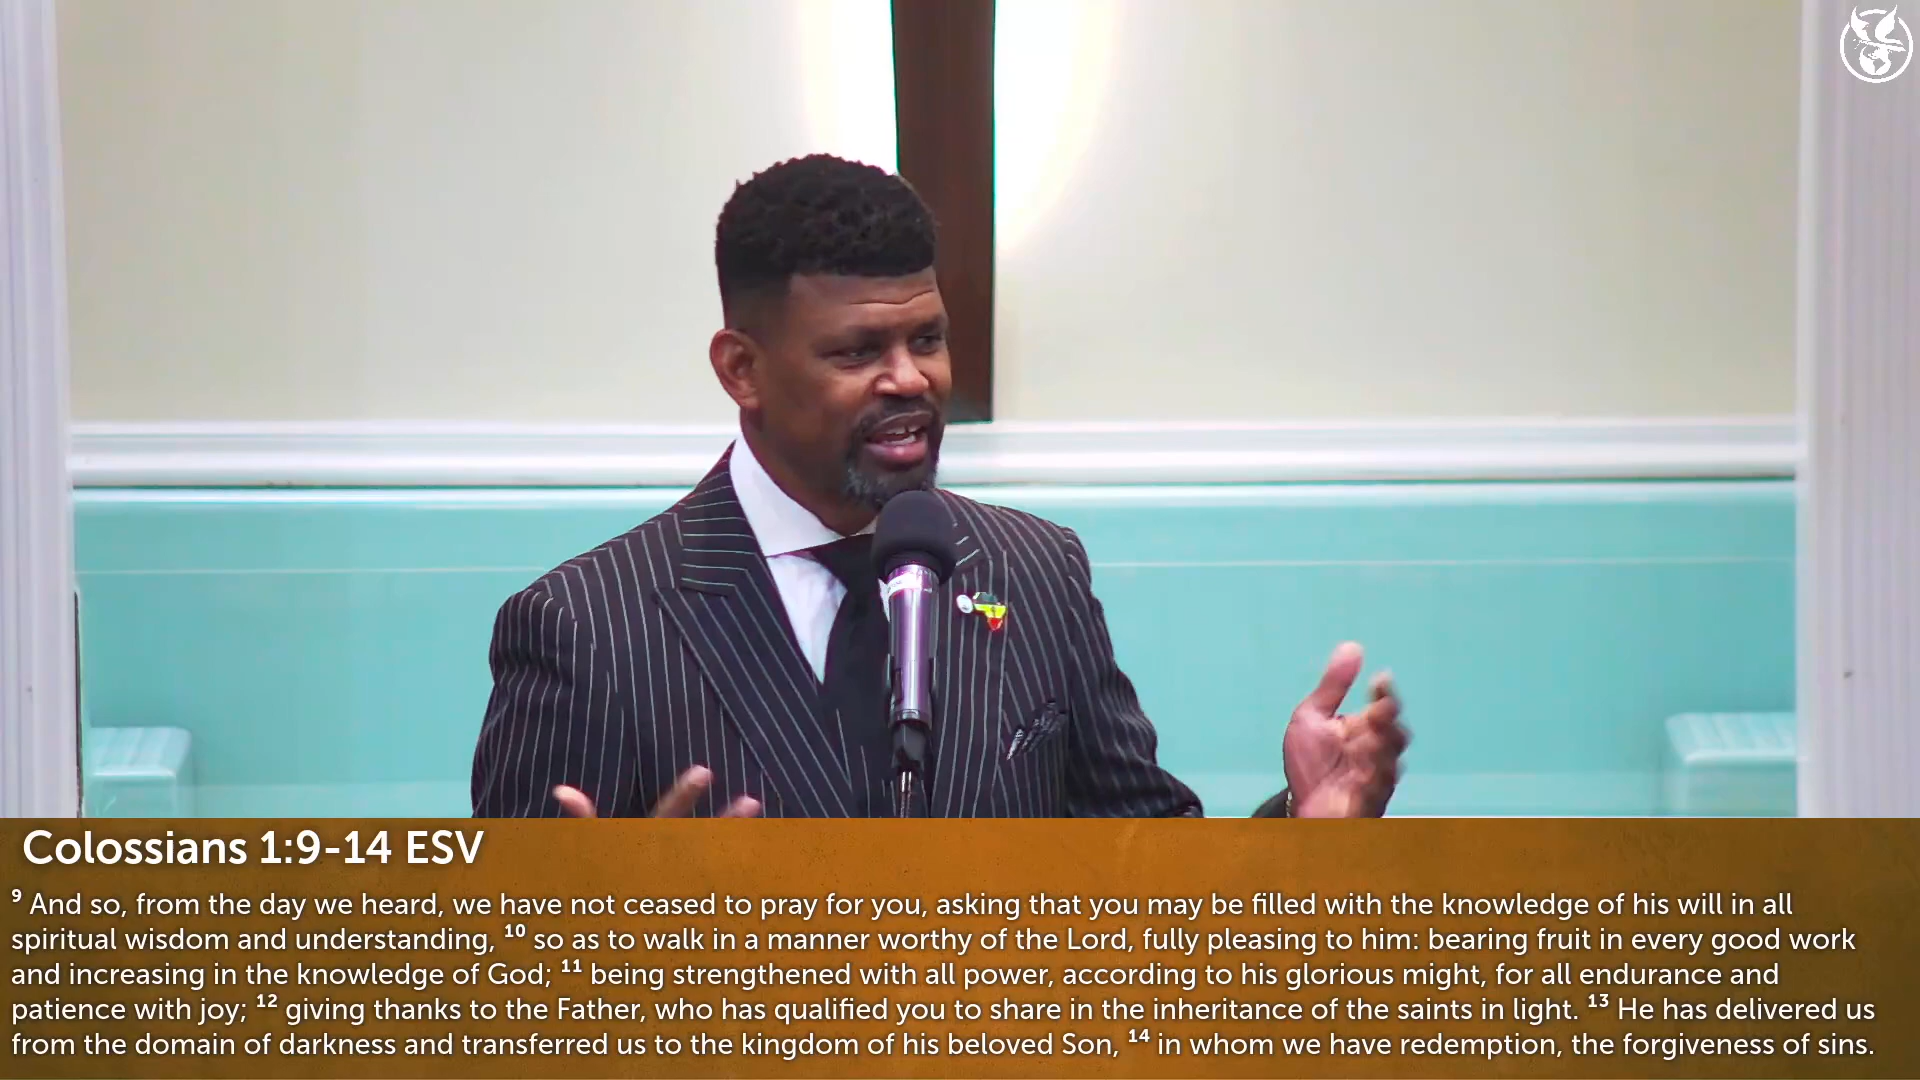 Colossians 1:9-14 ESV
⁹ And so, from the day we heard, we have not ceased to pray for you, asking that you may be filled with the knowledge of his will in all
spiritual wisdom and understanding, ¹⁰ so as to walk in a manner worthy of the Lord, fully pleasing to him: bearing fruit in every good work
and increasing in the knowledge of God; ¹¹ being strengthened with all power, according to his glorious might, for all endurance and
patience with joy; ¹² giving thanks to the Father, who has qualified you to share in the inheritance of the saints in light. ¹³ He has delivered us
from the domain of darkness and transferred us to the kingdom of his beloved Son, ¹⁴ in whom we have redemption, the forgiveness of sins.